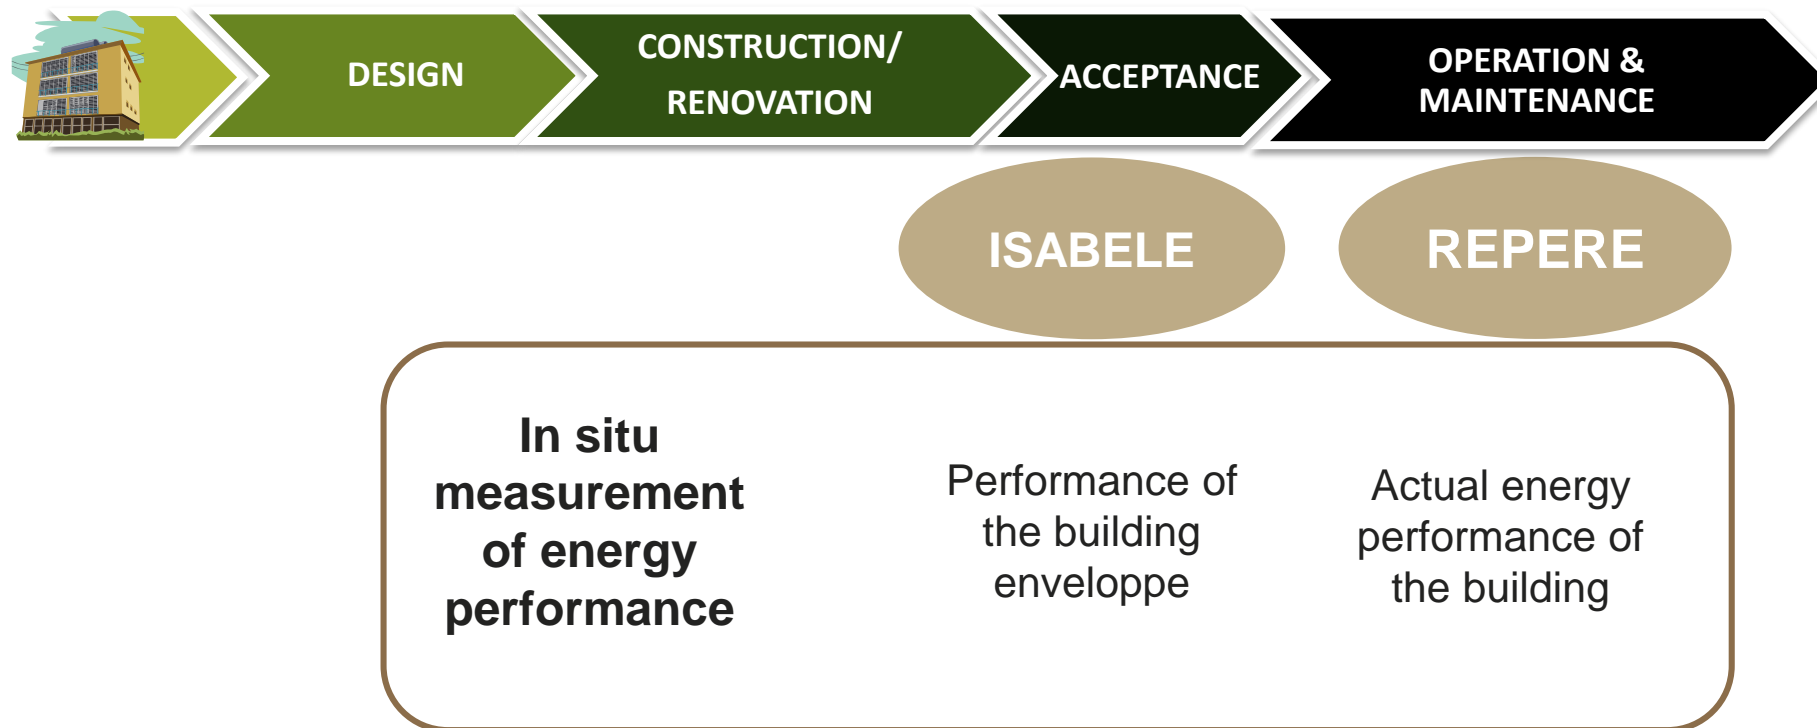 DESIGN
CONSTRUCTION/
RENOVATION
ACCEPTANCE
OPERATION &
MAINTENANCE
ISABELE
REPERE
In situ
measurement
of energy
performance
Performance of
the building
enveloppe
Actual energy
performance of
the building